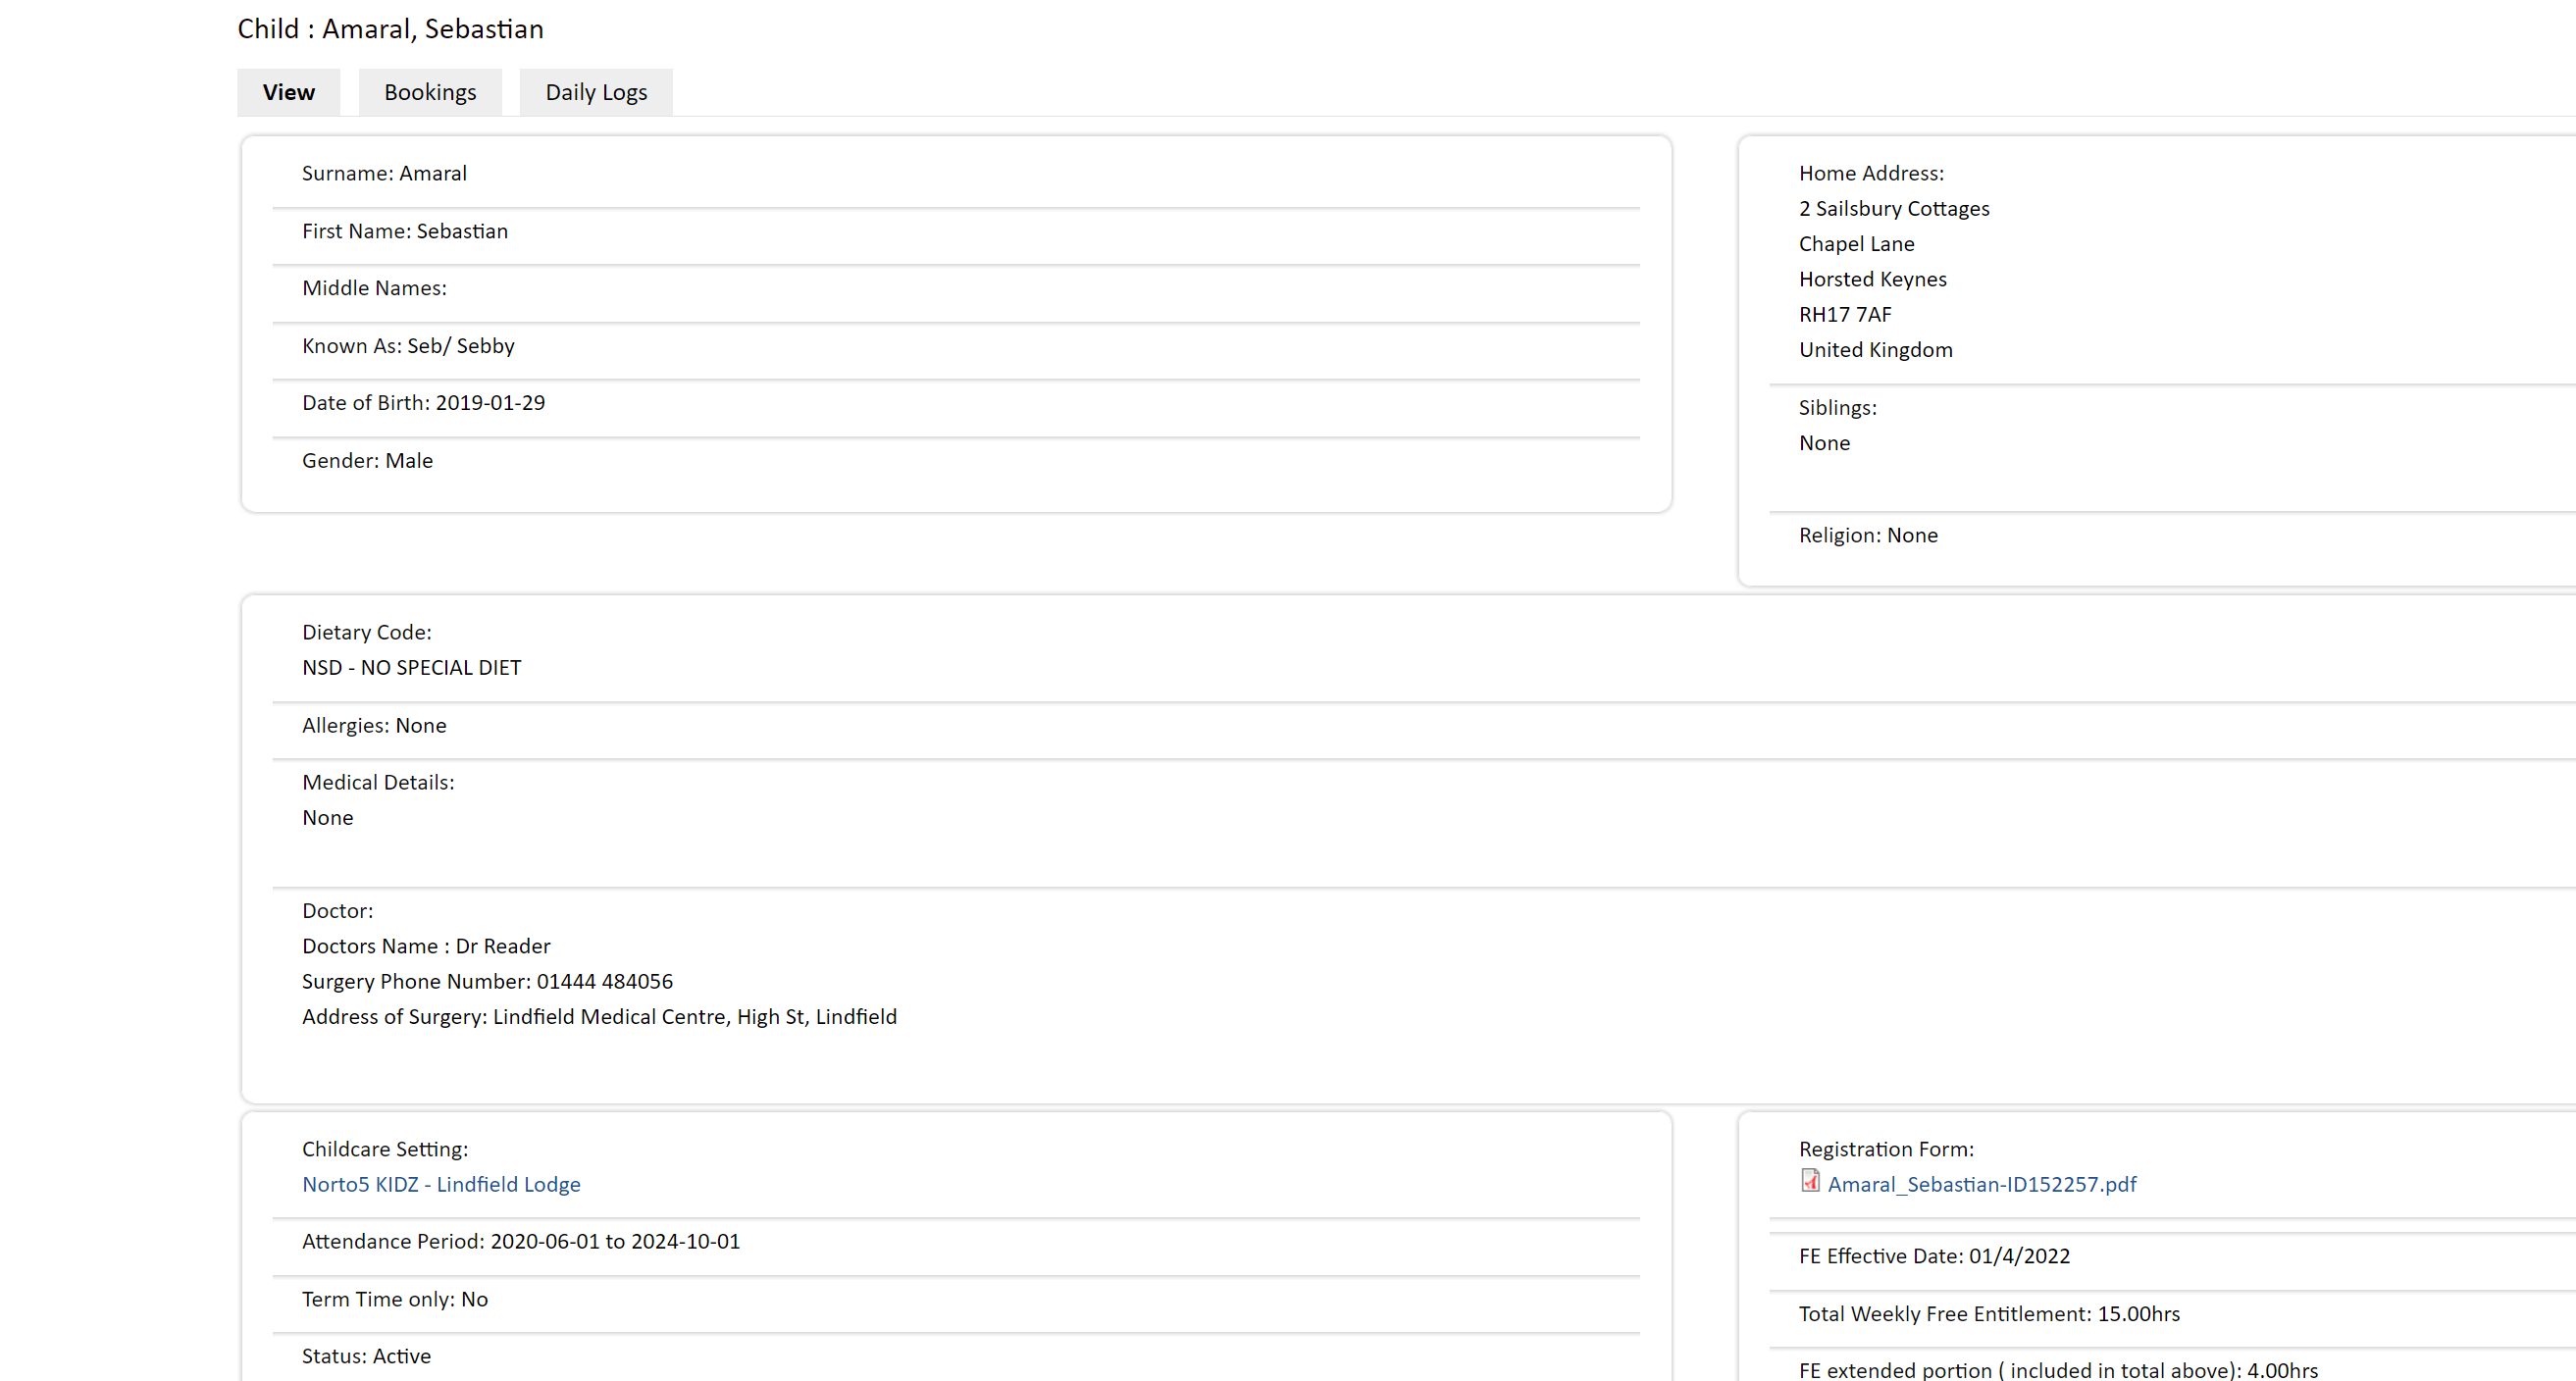 Child : Amaral, Sebastian
View
Bookings
Daily Logs
Surname: Amaral
First Name: Sebastian
Middle Names:
Known As: Seb/ Sebby
Date of Birth: 2019-01-29
Gender: Male
Home Address:
2 Sailsbury Cottages
Chapel Lane
Horsted Keynes
RH17 7AF
United Kingdom
Siblings:
None
Religion: None
Dietary Code:
NSD - NO SPECIAL DIET
Allergies: None
Medical Details:
None
Doctor:
Doctors Name : Dr Reader
Surgery Phone Number: 01444 484056
Address of Surgery: Lindfield Medical Centre, High St, Lindfield
Childcare Setting:
Norto5 KIDZ - Lindfield Lodge
Attendance Period: 2020-06-01 to 2024-10-01
Term Time only: No
Status: Active
Registration Form:
Amaral_Sebastian-ID152257.pdf
FE Effective Date: 01/4/2022
Total Weekly Free Entitlement: 15.00hrs
FE extended portion ( included in total above): 4.00hrs